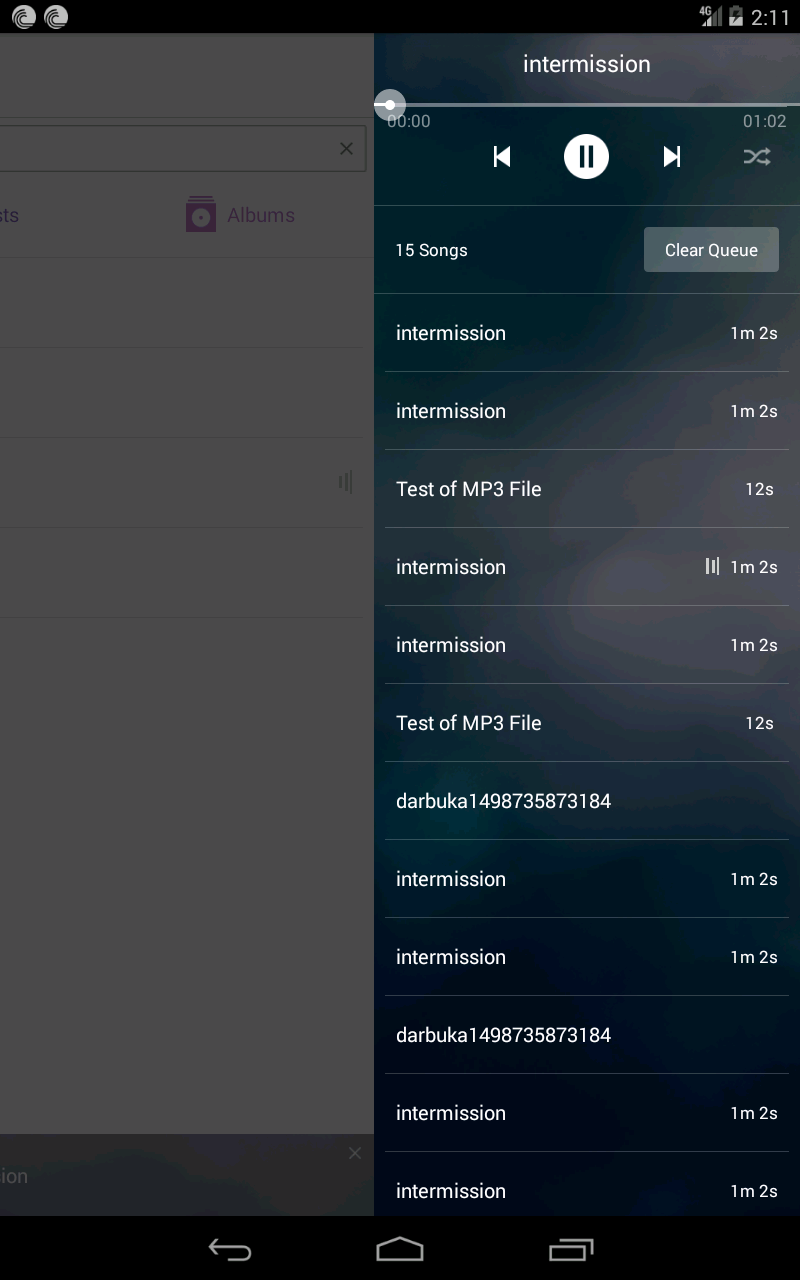 4G 2:11
intermission
00:00 01:02
sts Albums
15 Songs Clear Queue
intermission 1m 2s
intermission 1m 2s
Test of MP3 File 12s
intermission 1m 2s
intermission 1m 2s
Test of MP3 File 12s
darbuka1498735873184
intermission 1m 2s
intermission 1m 2s
darbuka1498735873184
intermission 1m 2s
ion
intermission 1m 2s